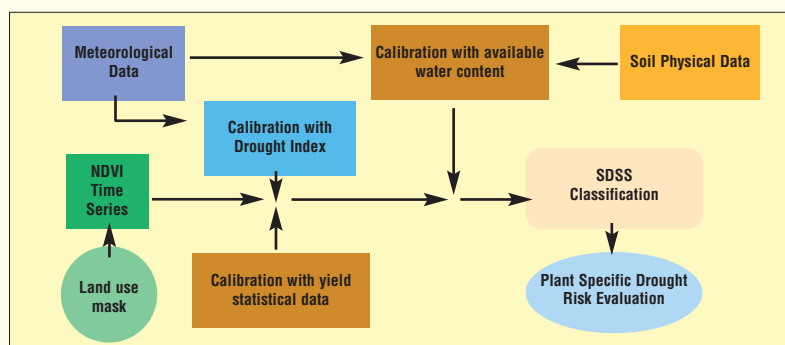 Meteorological
Data
Calibration with available
water content
Soil Physical Data
Calibration with
Drought Index
NDVI
Time
Series
SDSS
Classification
Land use
mask
Calibration with yield
statistical data
Plant Specific Drought
Risk Evaluation